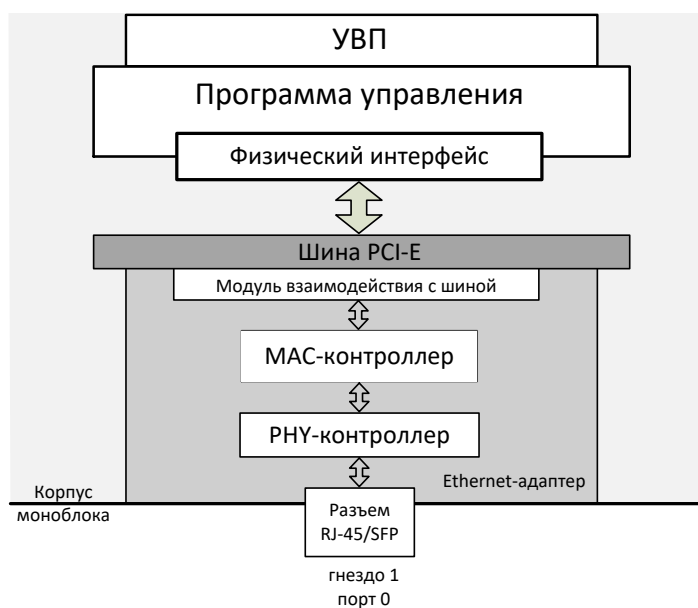 УВП
Программа управления
Физический интерфейс
Шина PCI-E
Модуль взаимодействия с шиной
MAC-контроллер
PHY-контроллер
Ethernet-адаптер
Корпус
моноблока
Разъем
RJ-45/SFP
гнездо 1
порт 0